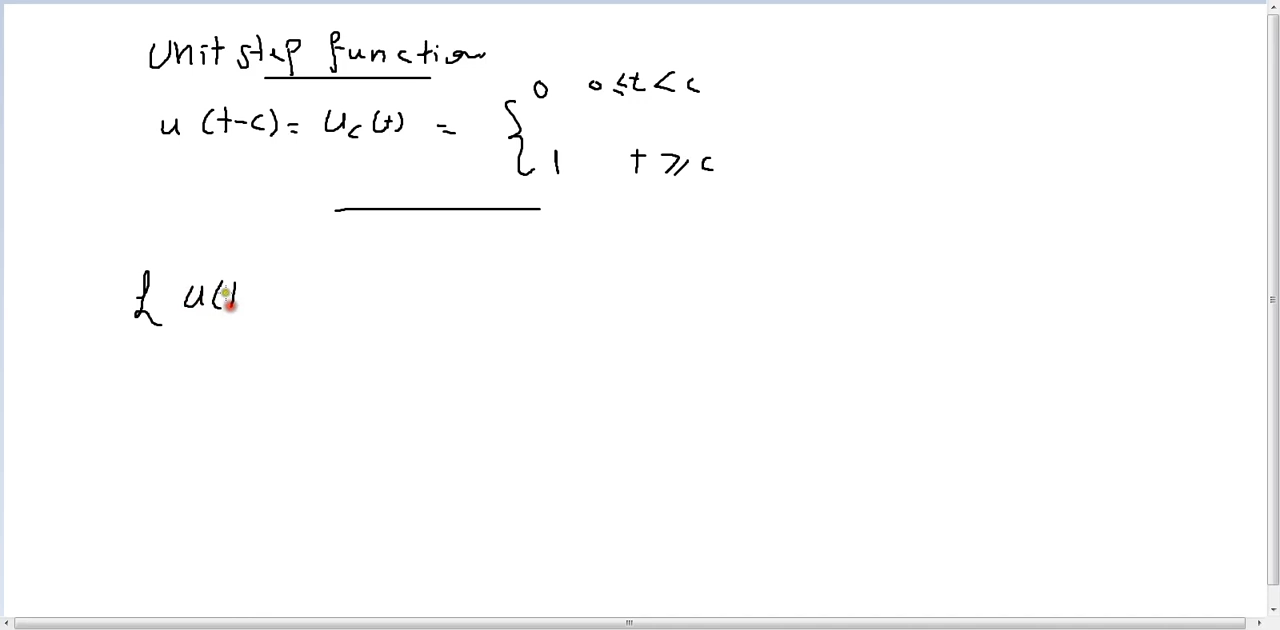 Unit step function
0 0 ≤ t < c
u (t-c) = u_c(t) = {
1 t ≥ c
£ u(